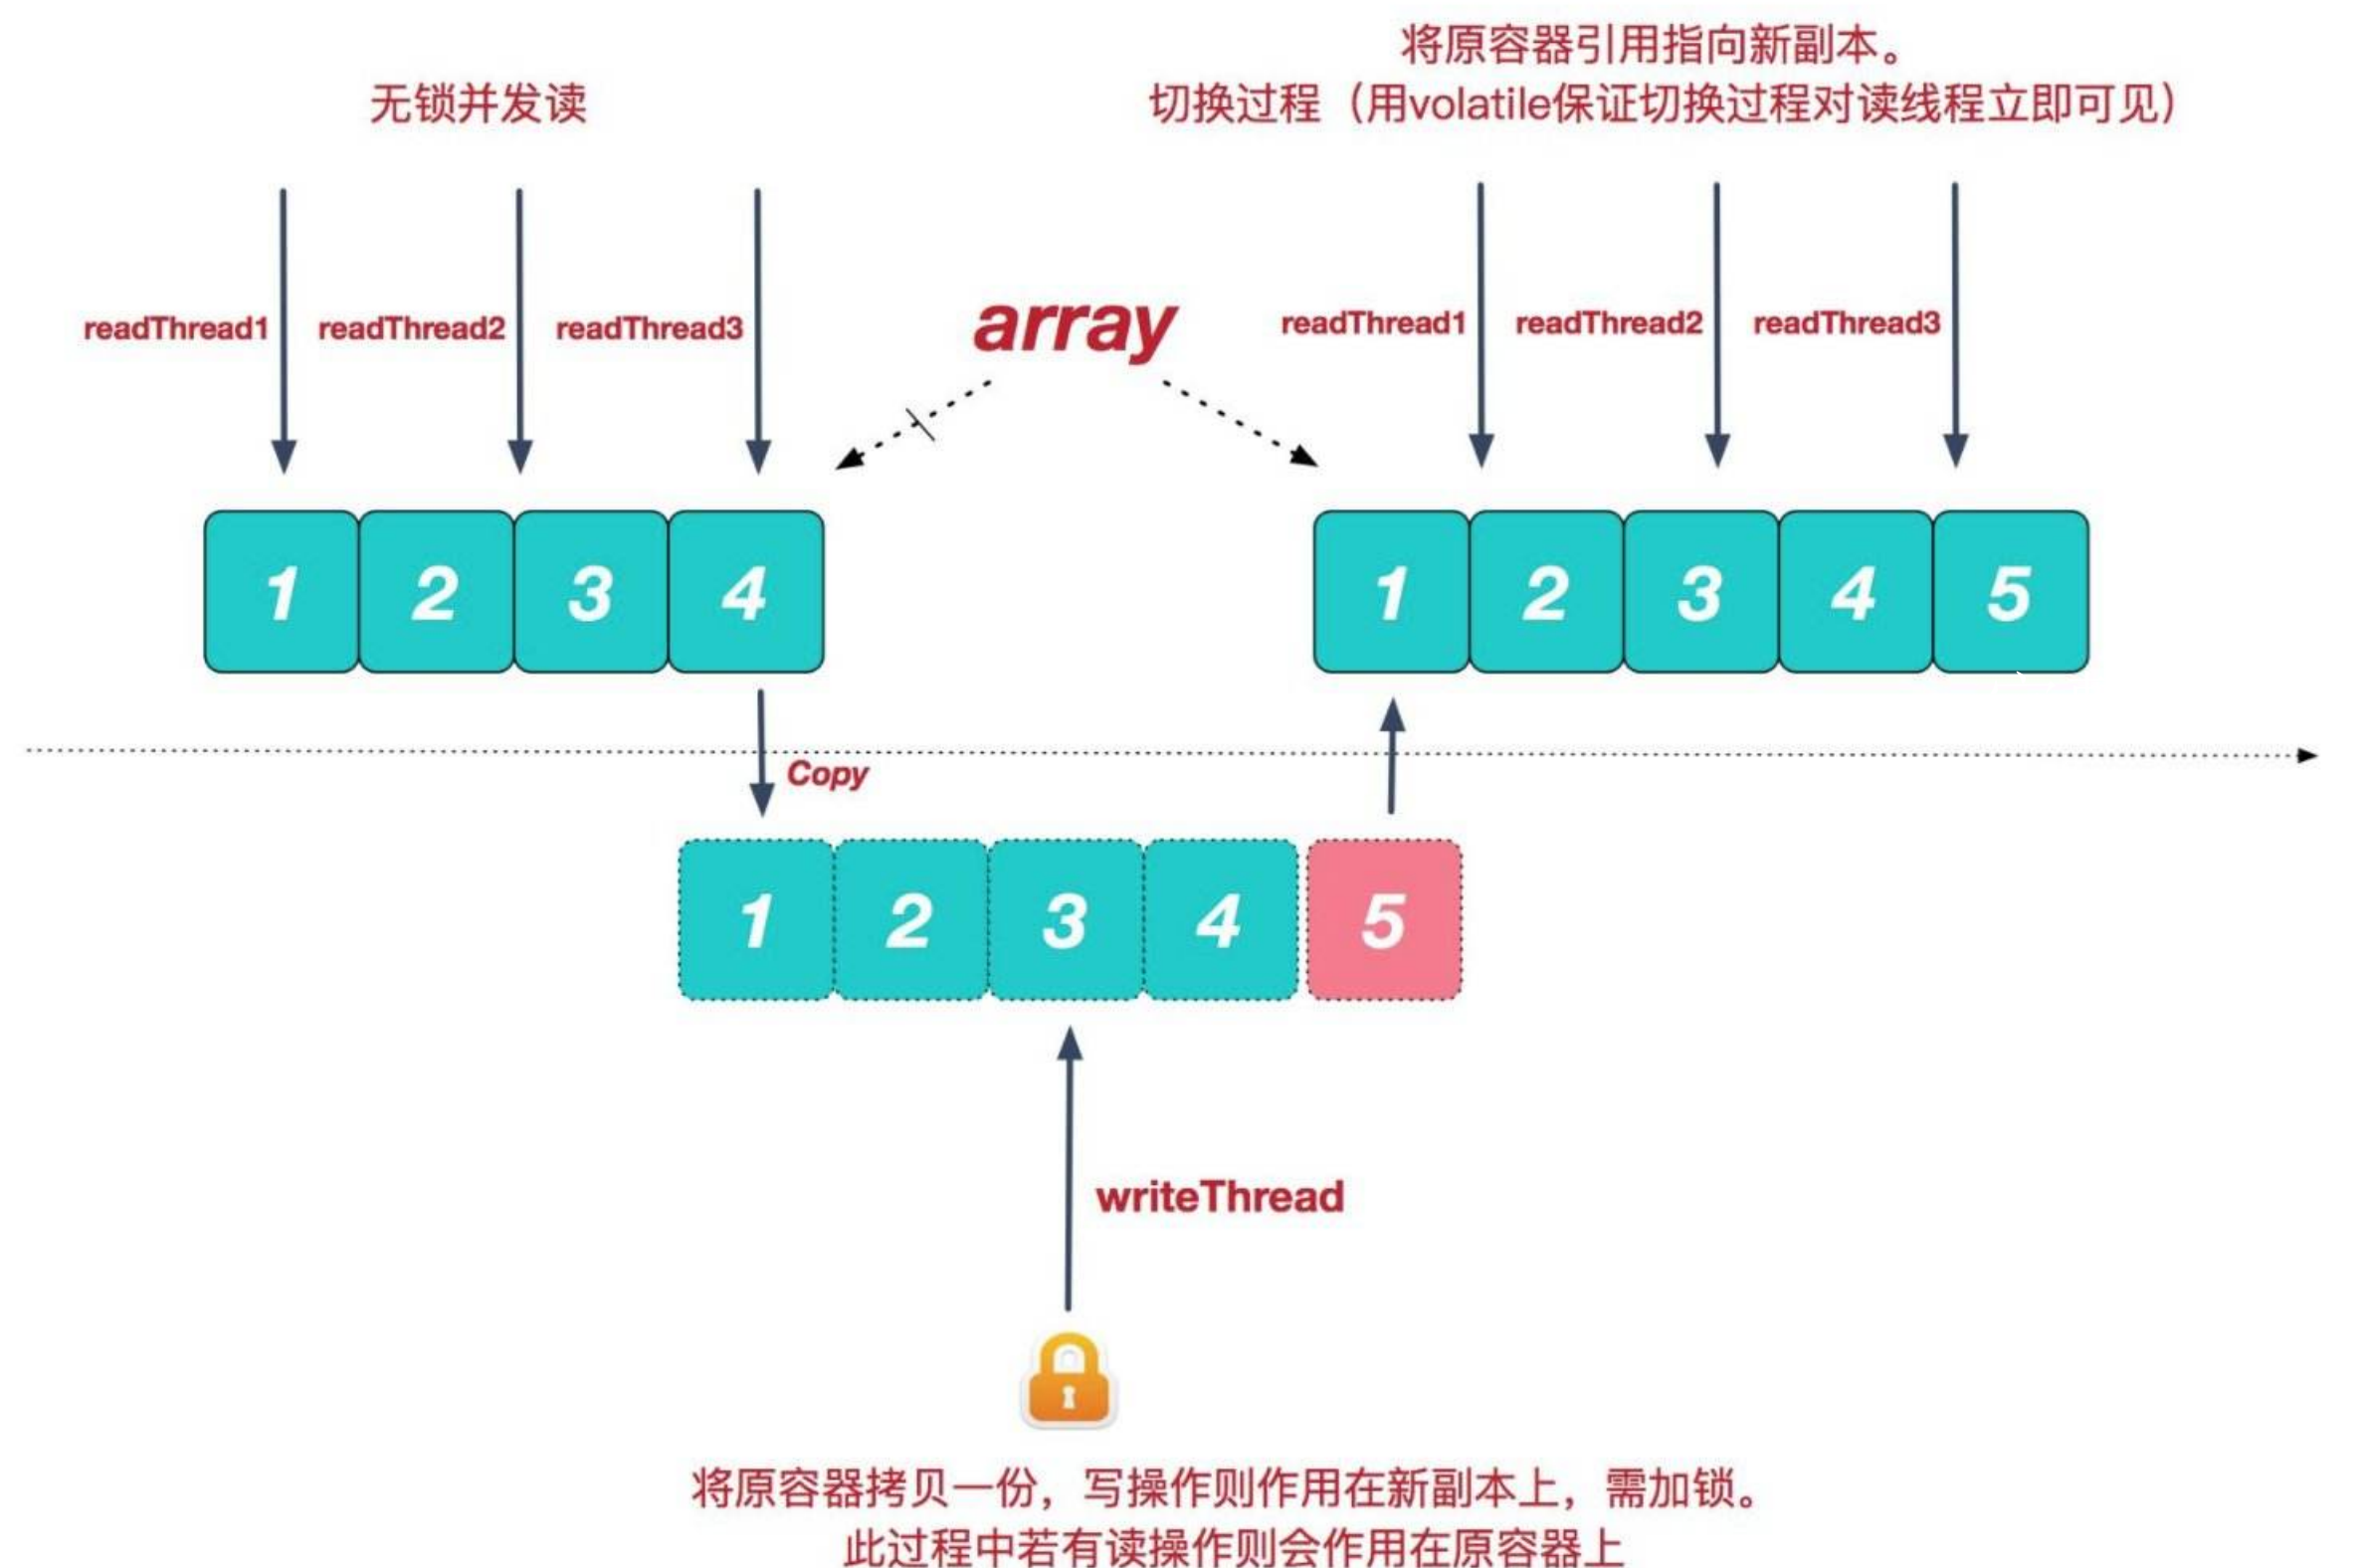 将原容器引用指向新副本。
无锁并发读
切换过程（用volatile保证切换过程对读线程立即可见）
array
readThread1
readThread2
readThread3
readThread1
readThread2
readThread3
1 2 3 4
1 2 3 4 5
Copy
1 2 3 4 5
writeThread
将原容器拷贝一份，写操作则作用在新副本上，需加锁。
此过程中若有读操作则会作用在原容器上